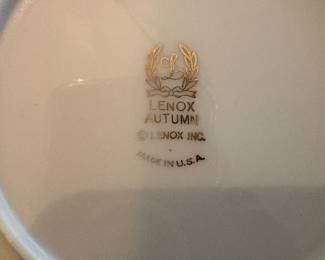 L
LENOX
AUTUMN
© LENOX INC.
MADE IN U.S.A.